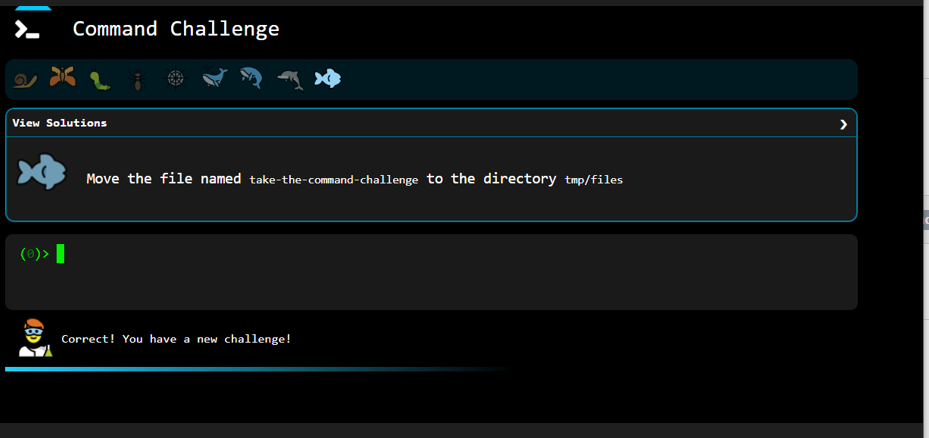 Command Challenge
View Solutions
Move the file named take-the-command-challenge to the directory tmp/files
(0)>
Correct! You have a new challenge!